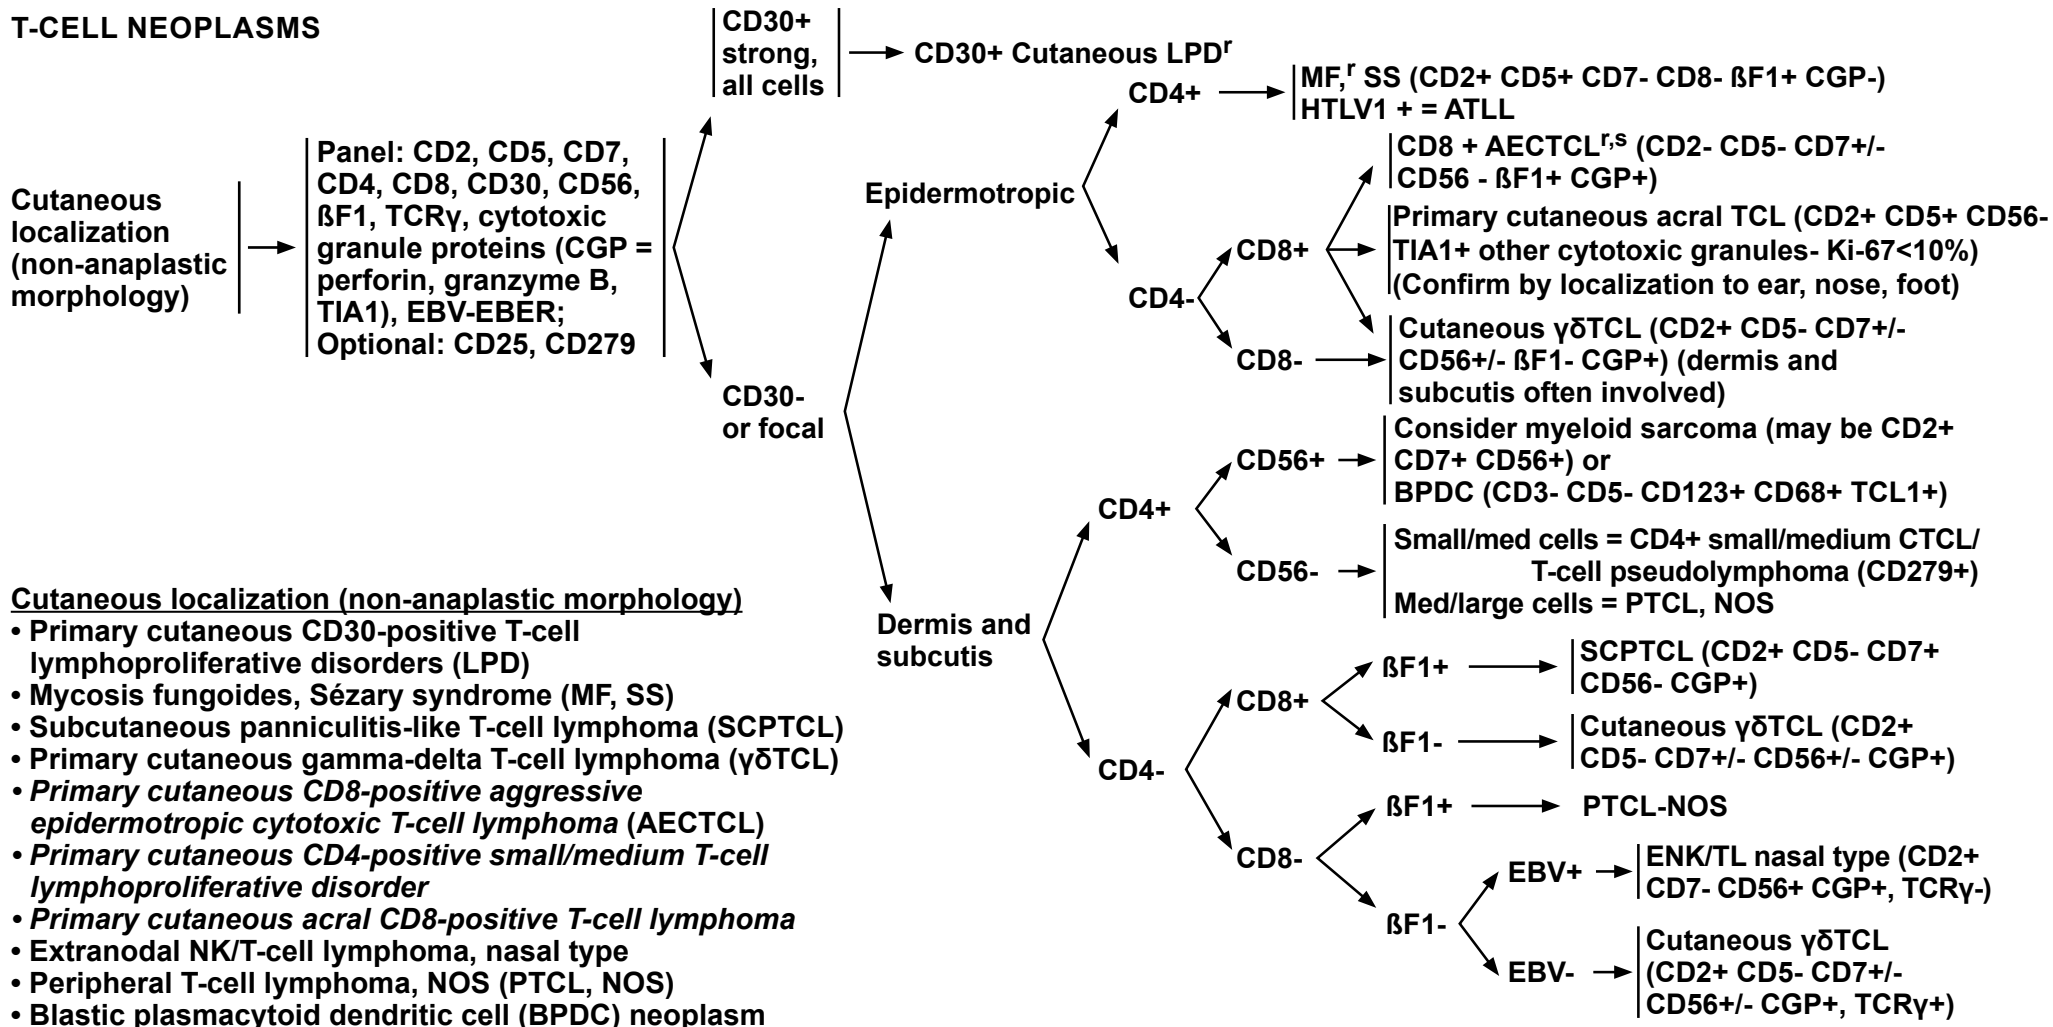 T-CELL NEOPLASMS
Cutaneous
localization
(non-anaplastic
morphology)
Panel: CD2, CD5, CD7,
CD4, CD8, CD30, CD56,
ßF1, TCRγ, cytotoxic
granule proteins (CGP =
perforin, granzyme B,
TIA1), EBV-EBER;
Optional: CD25, CD279
CD30+
strong,
all cells
CD30+ Cutaneous LPDʳ
CD30-
or focal
Epidermotropic
CD4+
MF,ʳ SS (CD2+ CD5+ CD7- CD8- ßF1+ CGP-)
HTLV1 + = ATLL
CD4-
CD8+
CD8 + AECTCLʳ,ˢ (CD2- CD5- CD7+/-
CD56 - ßF1+ CGP+)
Primary cutaneous acral TCL (CD2+ CD5+ CD56-
TIA1+ other cytotoxic granules- Ki-67<10%)
(Confirm by localization to ear, nose, foot)
CD8-
Cutaneous γδTCL (CD2+ CD5- CD7+/-
CD56+/- ßF1- CGP+) (dermis and
subcutis often involved)
Dermis and
subcutis
CD4+
CD56+
Consider myeloid sarcoma (may be CD2+
CD7+ CD56+) or
BPDC (CD3- CD5- CD123+ CD68+ TCL1+)
CD56-
Small/med cells = CD4+ small/medium CTCL/
T-cell pseudolymphoma (CD279+)
Med/large cells = PTCL, NOS
CD4-
CD8+
ßF1+
SCPTCL (CD2+ CD5- CD7+
CD56- CGP+)
ßF1-
Cutaneous γδTCL (CD2+
CD5- CD7+/- CD56+/- CGP+)
CD8-
ßF1+
PTCL-NOS
ßF1-
EBV+
ENK/TL nasal type (CD2+
CD7- CD56+ CGP+, TCRγ-)
EBV-
Cutaneous γδTCL
(CD2+ CD5- CD7+/-
CD56+/- CGP+, TCRγ+)
Cutaneous localization (non-anaplastic morphology)
• Primary cutaneous CD30-positive T-cell
lymphoproliferative disorders (LPD)
• Mycosis fungoides, Sézary syndrome (MF, SS)
• Subcutaneous panniculitis-like T-cell lymphoma (SCPTCL)
• Primary cutaneous gamma-delta T-cell lymphoma (γδTCL)
• Primary cutaneous CD8-positive aggressive
epidermotropic cytotoxic T-cell lymphoma (AECTCL)
• Primary cutaneous CD4-positive small/medium T-cell
lymphoproliferative disorder
• Primary cutaneous acral CD8-positive T-cell lymphoma
• Extranodal NK/T-cell lymphoma, nasal type
• Peripheral T-cell lymphoma, NOS (PTCL, NOS)
• Blastic plasmacytoid dendritic cell (BPDC) neoplasm